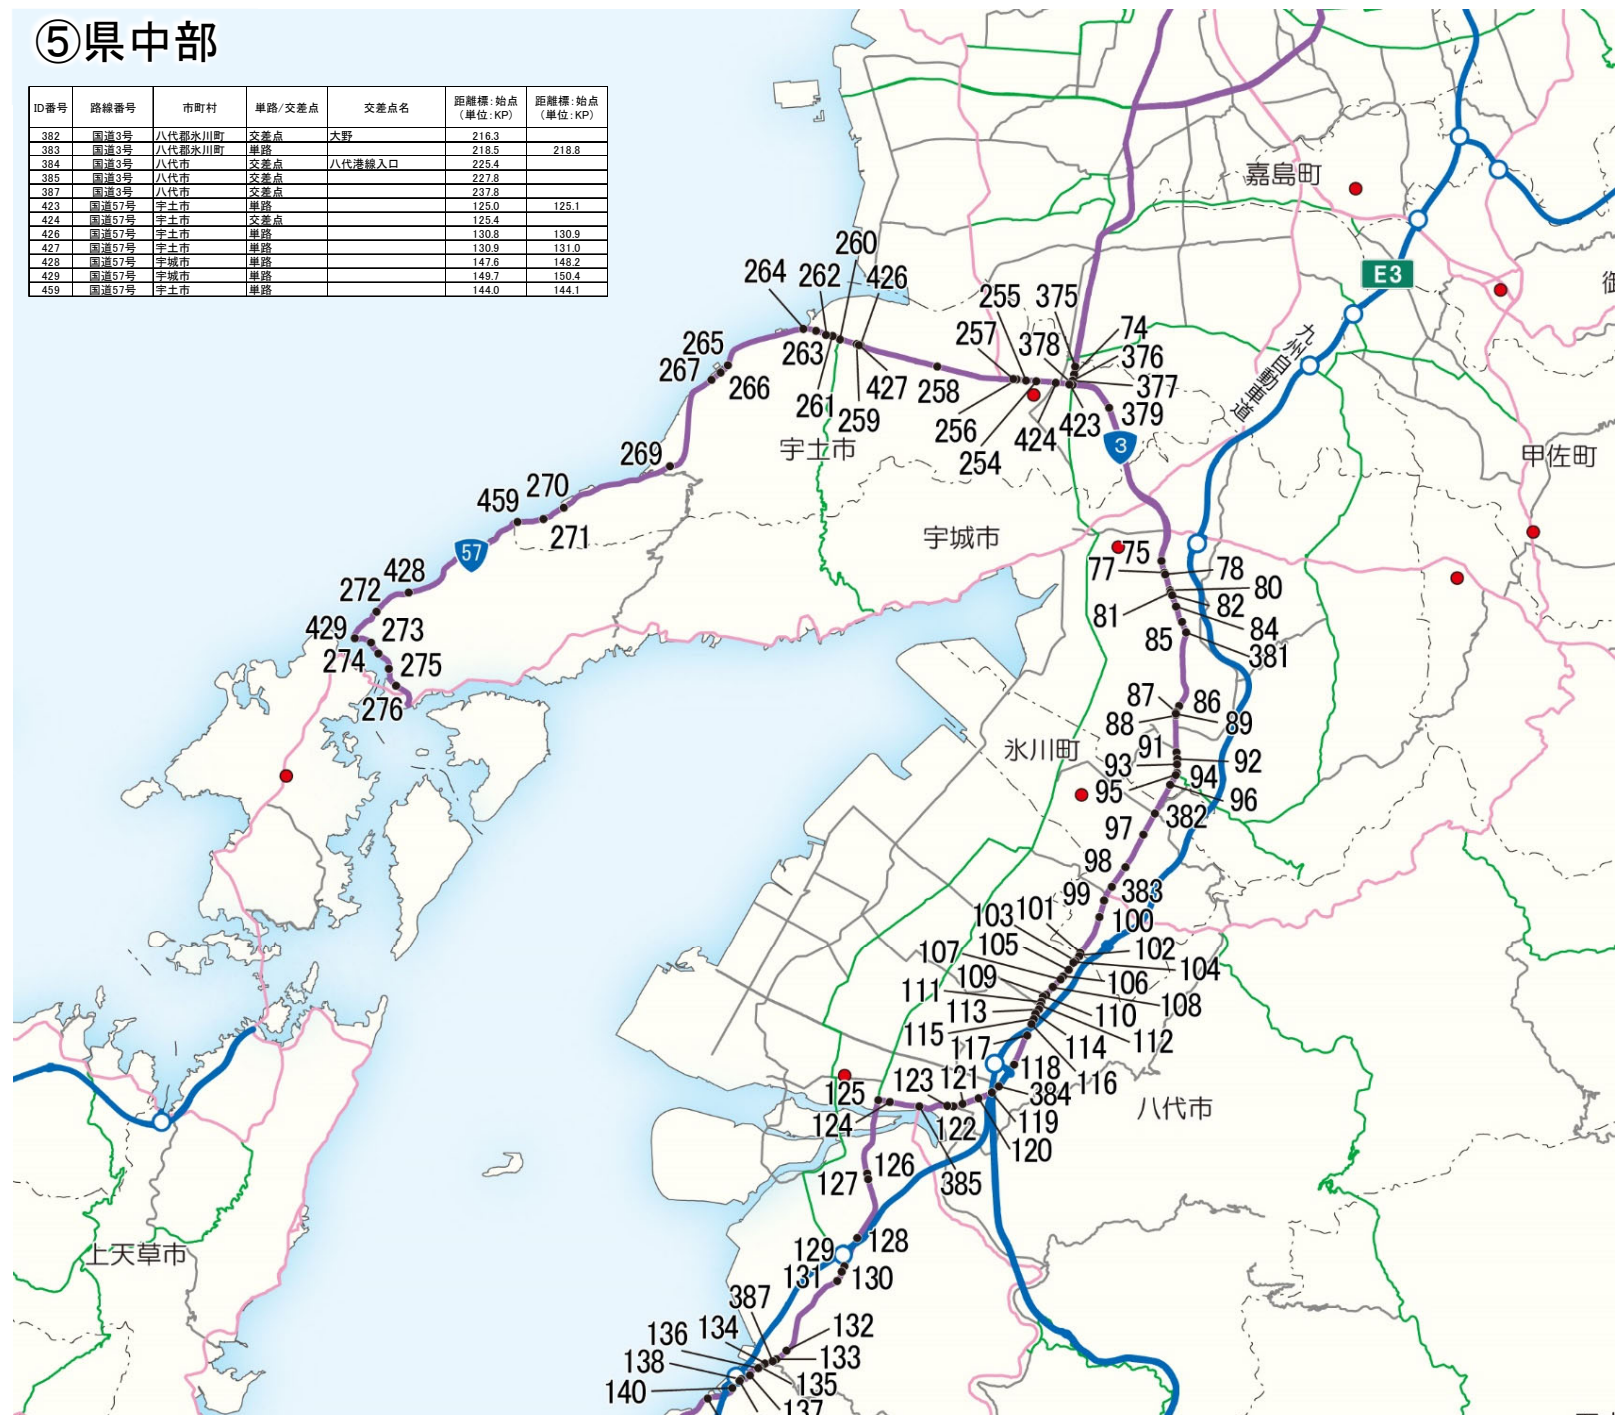 ⑤県中部
ID番号 路線番号 市町村 単路/交差点 交差点名 距離標：始点（単位：KP） 距離標：始点（単位：KP）
382 国道3号 八代郡氷川町 交差点 大野 216.3
383 国道3号 八代郡氷川町 単路 218.5 218.8
384 国道3号 八代市 交差点 八代港線入口 225.4
385 国道3号 八代市 交差点 227.8
387 国道3号 八代市 交差点 237.8
423 国道57号 宇土市 単路 125.0 125.1
424 国道57号 宇土市 交差点 125.4
426 国道57号 宇土市 単路 130.8 130.9
427 国道57号 宇土市 単路 130.9 131.0
428 国道57号 宇城市 単路 147.6 148.2
429 国道57号 宇城市 単路 149.7 150.4
459 国道57号 宇土市 単路 144.0 144.1
嘉島町
260
264 262 426
E3
御
255 375
257 378 74
九州自動車道
265 263 376
267 266 427 258 377
261 259 423 379
256 424
254
3
宇土市
269
甲佐町
270
459
271
宇城市
57
75
77 78
428
272
80
81 82
84
429 273
85 381
274 275
276
87 86
88 89
氷川町
91 92
93 94
95 96
382
97
98
99 383
103 101 100
107 105 102
104
109 106
111 108
113 110
115 112
117 114
118 116
123 121
125 384
八代市
124 122 119
120
126
127 385
128
129
上天草市
131 130
387
136 134 132
138 133
135
140 137